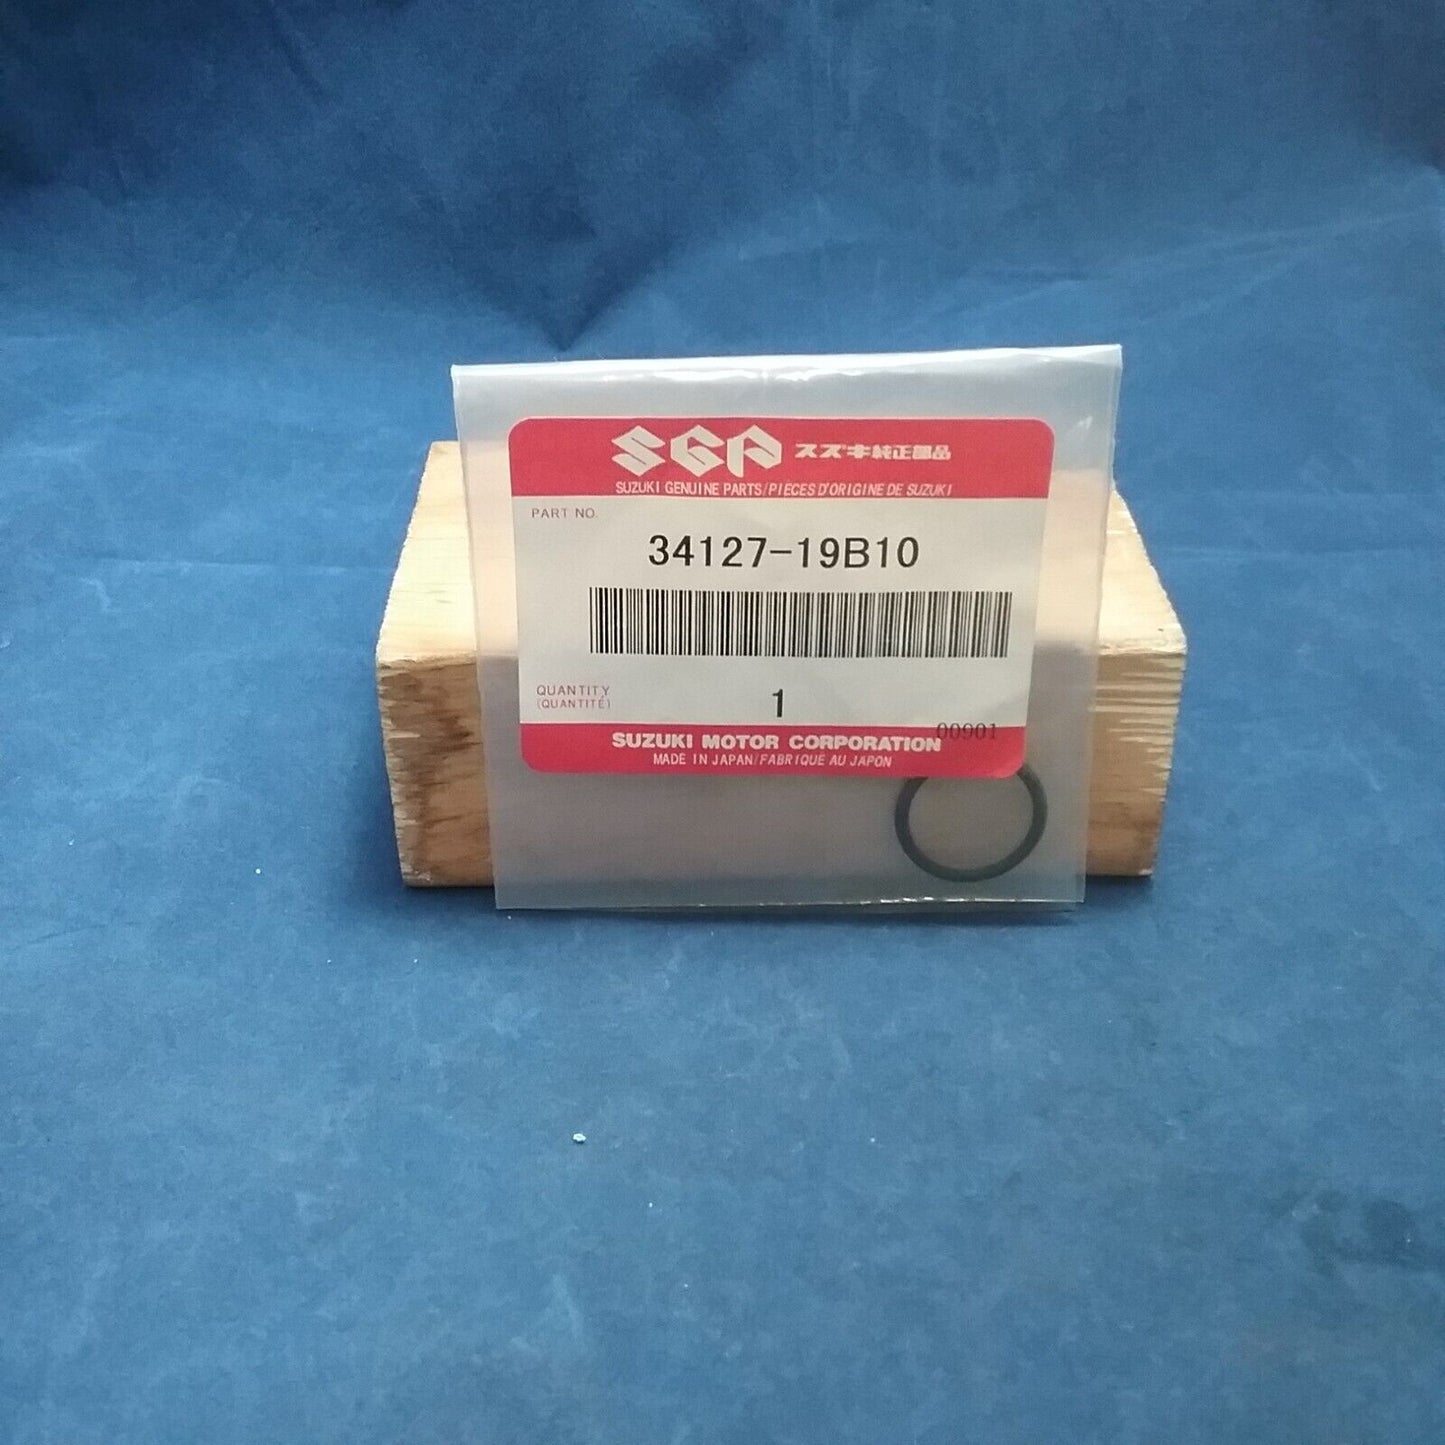 SGP スズキ純正部品
SUZUKI GENUINE PARTS/PIÈCES D'ORIGINE DE SUZUKI
PART NO.
34127-19B10
QUANTITY
(QUANTITÉ)
1
00901
SUZUKI MOTOR CORPORATION
MADE IN JAPAN/FABRIQUÉ AU JAPON